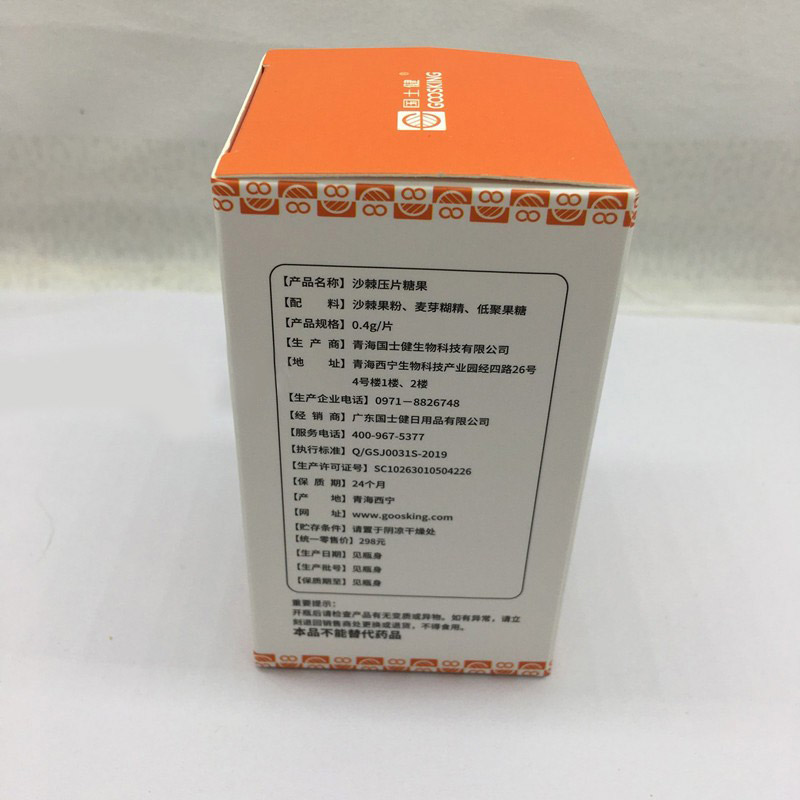 国士健®
GOOSKING
【产品名称】沙棘压片糖果
【配 料】沙棘果粉、麦芽糊精、低聚果糖
【产品规格】0.4g/片
【生 产 商】青海国士健生物科技有限公司
【地 址】青海西宁生物科技产业园经四路26号
4号楼1楼、2楼
【生产企业电话】0971－8826748
【经 销 商】广东国士健日用品有限公司
【服务电话】400-967-5377
【执行标准】Q/GSJ0031S-2019
【生产许可证号】SC10263010504226
【保 质 期】24个月
【产 地】青海西宁
【网 址】www.goosking.com
【贮存条件】请置于阴凉干燥处
【统一零售价】298元
【生产日期】见瓶身
【生产批号】见瓶身
【保质期至】见瓶身
重要提示：
开瓶后请检查产品有无变质或异物。如有异常，请立
刻退回销售商处更换或退货，不得食用。
本品不能替代药品